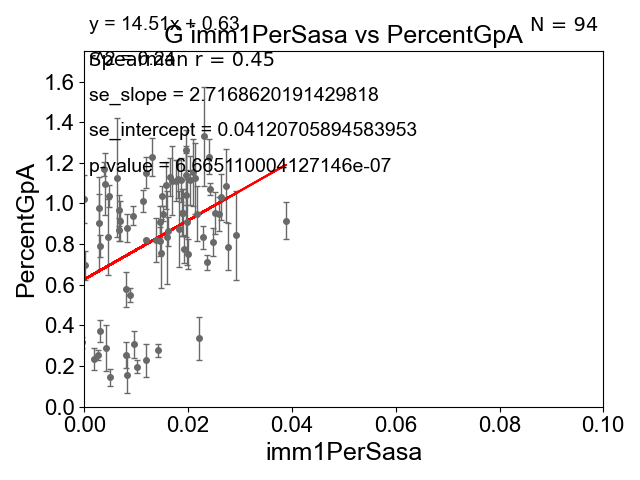 y = 14.51x + 0.63
N = 94
G imm1PerSasa vs PercentGpA
Spearman r = 0.45
se_slope = 2.7168620191429818
se_intercept = 0.04120705894583953
p-value = 6.665110004127146e-07
PercentGpA
1.6
1.4
1.2
1.0
0.8
0.6
0.4
0.2
0.0
0.00 0.02 0.04 0.06 0.08 0.10
imm1PerSasa